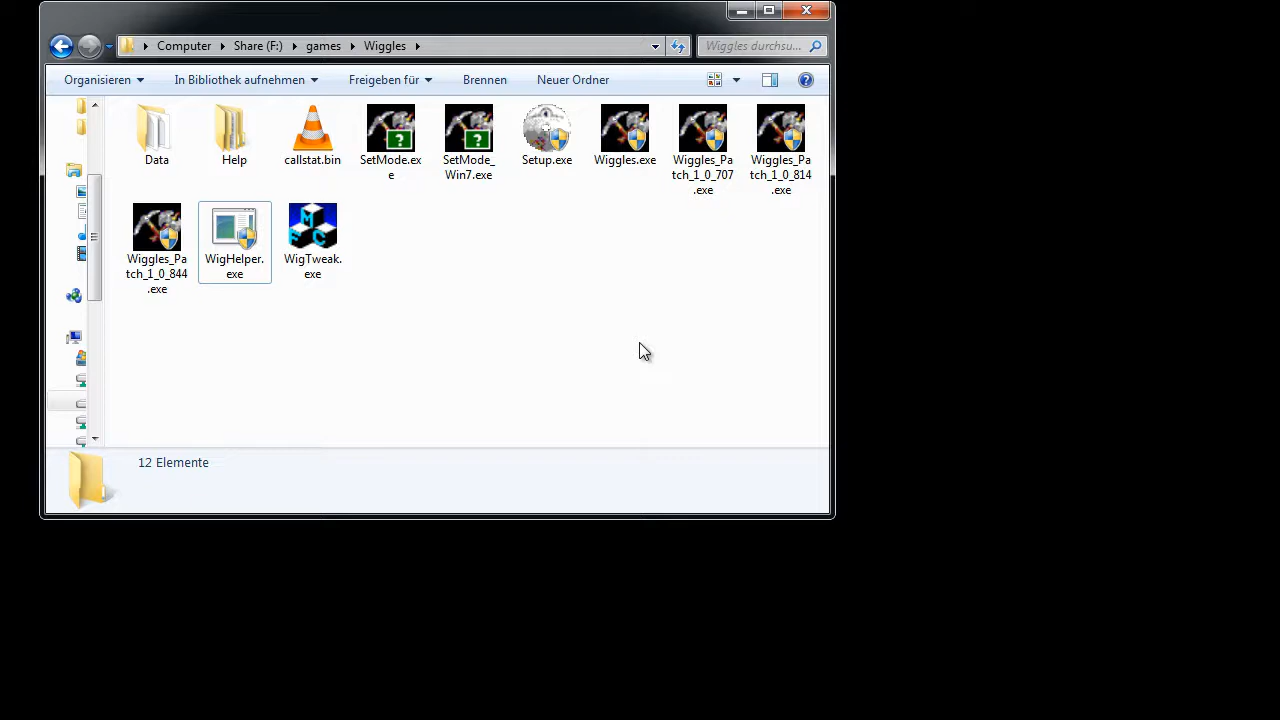 Computer Share (F:) games Wiggles
Wiggles durchsu...
Organisieren In Bibliothek aufnehmen Freigeben für Brennen Neuer Ordner
Data
Help
callstat.bin
SetMode.ex
e
SetMode_
Win7.exe
Setup.exe
Wiggles.exe
Wiggles_Pa
tch_1_0_707
.exe
Wiggles_Pa
tch_1_0_814
.exe
Wiggles_Pa
tch_1_0_844
.exe
WigHelper.
exe
M
F C
WigTweak.
exe
12 Elemente